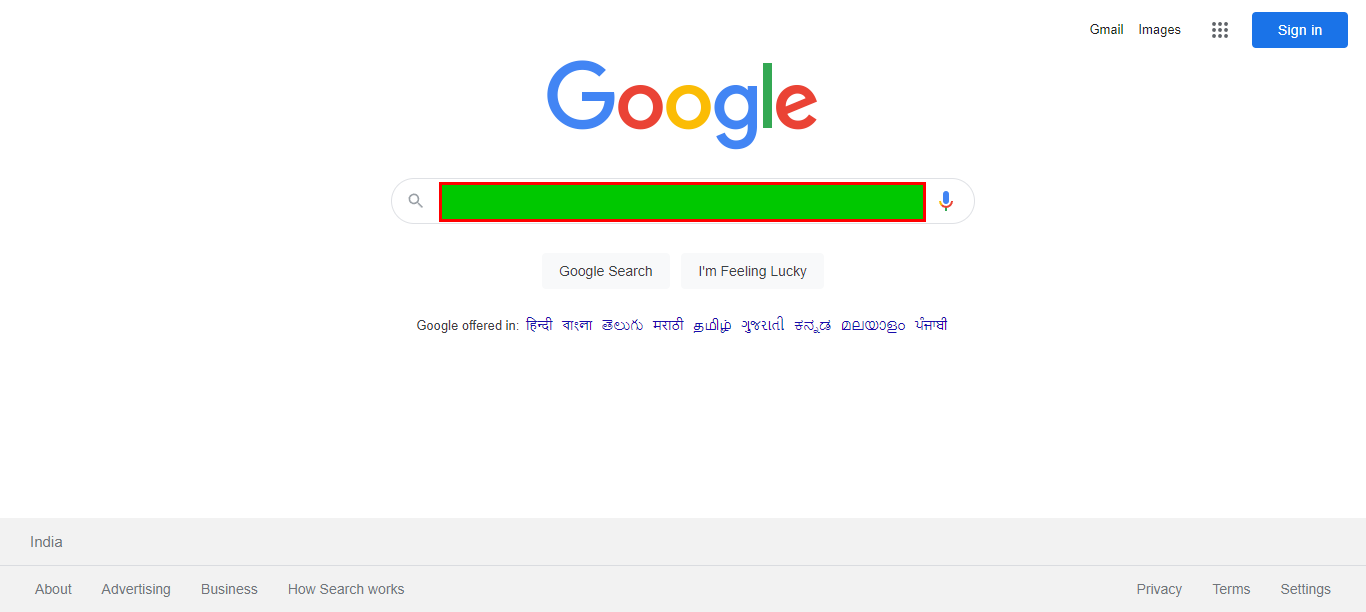 Gmail Images Sign in
Google
Google Search I'm Feeling Lucky
Google offered in: हिन्दी বাংলা తెలుగు मराठी தமிழ் ગુજરાતી ಕನ್ನಡ മലയാളം ਪੰਜਾਬੀ
India
About Advertising Business How Search works Privacy Terms Settings